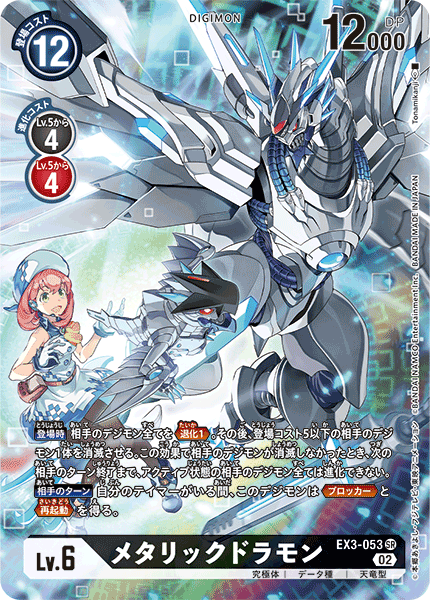 DIGIMON
登場コスト
12
DP
12000
進化コスト
Lv.5から
4
Lv.5から
4
Tonamikanji
©BANDAI NAMCO Entertainment Inc. BANDAI MADE IN JAPAN
©本郷あきよし・フジテレビ・東映アニメーション
登場時 相手のデジモン全てを 退化1 。その後、登場コスト5以下の相手のデジ
モン1体を消滅させる。この効果で相手のデジモンが消滅しなかったとき、次の
相手のターン終了まで、アクティブ状態の相手のデジモン全ては進化できない。
相手のターン 自分のテイマーがいる間、このデジモンは ブロッカー と
再起動 を得る。
Lv.6
メタリックドラモン
EX3-053 SR
02
究極体 | データ種 | 天竜型